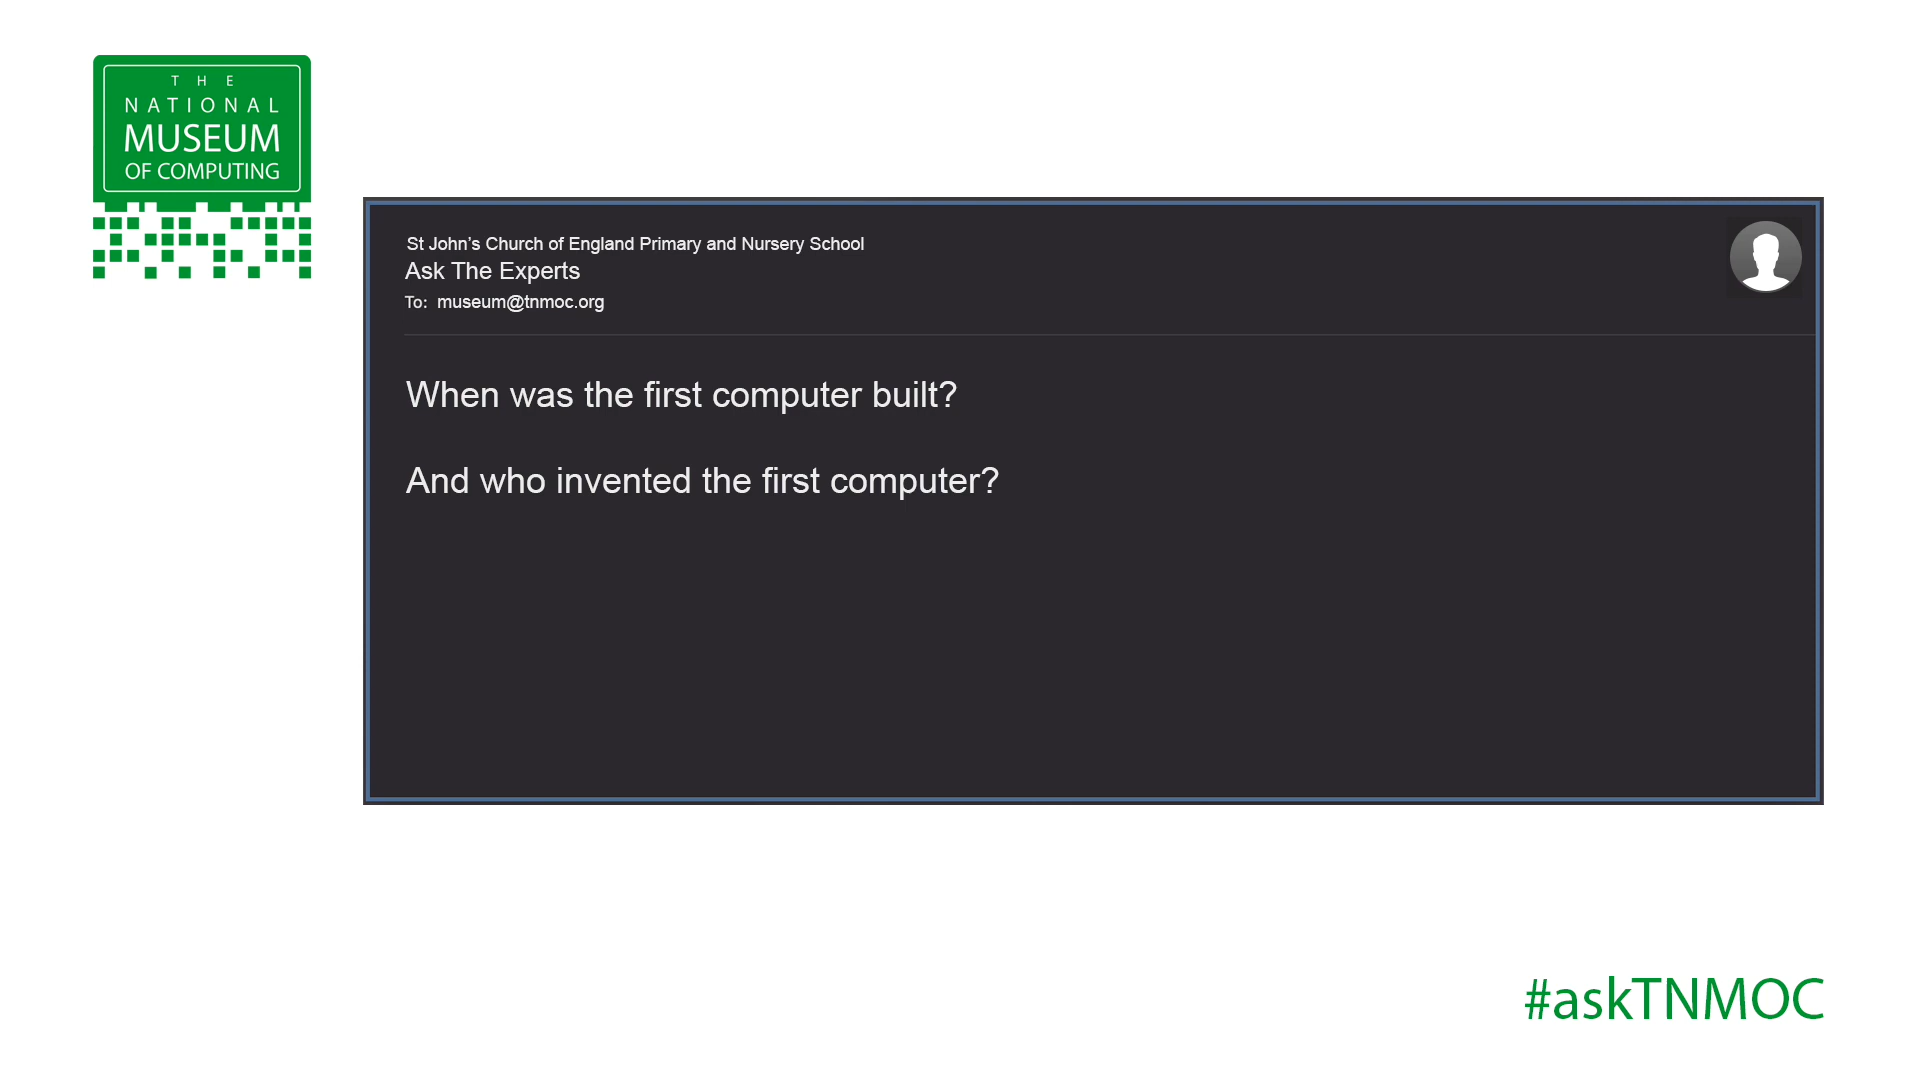 T H E
NATIONAL
MUSEUM
OF COMPUTING
St John’s Church of England Primary and Nursery School
Ask The Experts
To: museum@tnmoc.org
When was the first computer built?
And who invented the first computer?
#askTNMOC